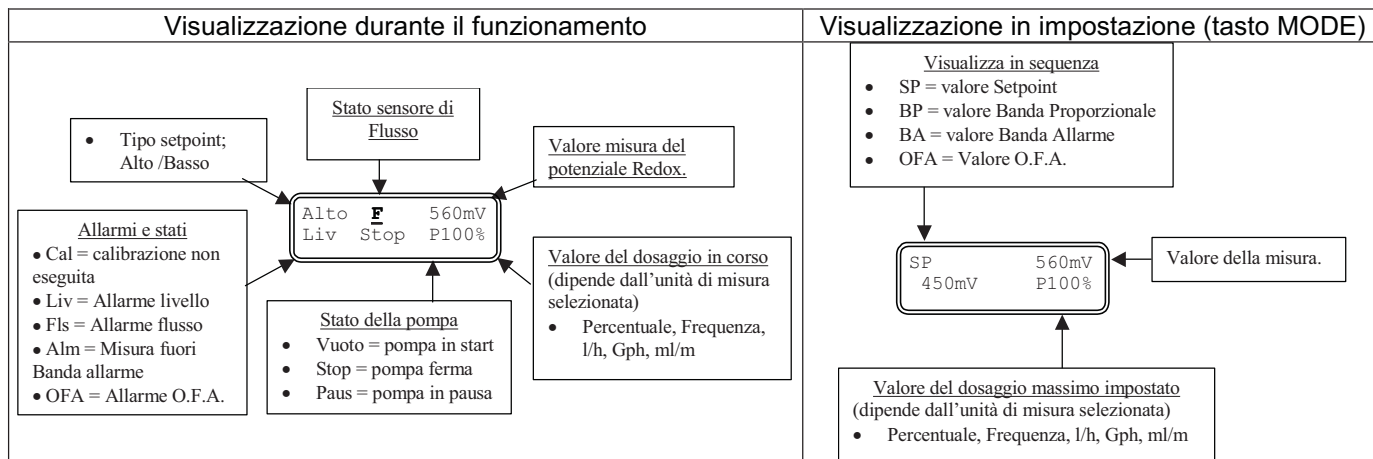 Visualizzazione durante il funzionamento
Visualizzazione in impostazione (tasto MODE)
Stato sensore di
Flusso
• Tipo setpoint;
Alto /Basso
Valore misura del
potenziale Redox.
Alto F 560mV
Liv Stop P100%
Allarmi e stati
• Cal = calibrazione non
eseguita
• Liv = Allarme livello
• Fls = Allarme flusso
• Alm = Misura fuori
Banda allarme
• OFA = Allarme O.F.A.
Stato della pompa
• Vuoto = pompa in start
• Stop = pompa ferma
• Paus = pompa in pausa
Valore del dosaggio in corso
(dipende dall'unità di misura
selezionata)
• Percentuale, Frequenza,
l/h, Gph, ml/m
Visualizza in sequenza
• SP = valore Setpoint
• BP = valore Banda Proporzionale
• BA = valore Banda Allarme
• OFA = Valore O.F.A.
SP 560mV
450mV P100%
Valore della misura.
Valore del dosaggio massimo impostato
(dipende dall'unità di misura selezionata)
• Percentuale, Frequenza, l/h, Gph, ml/m